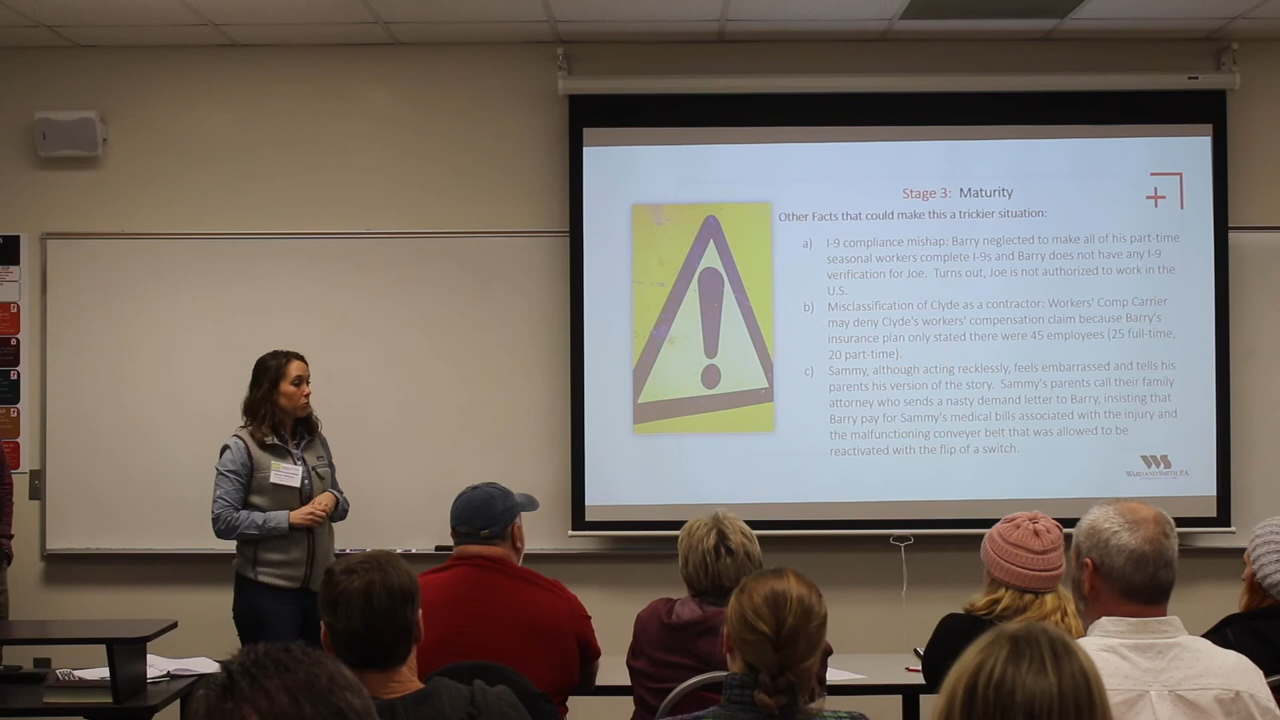 Stage 3: Maturity
Other Facts that could make this a trickier situation:
a) I-9 compliance mishap: Barry neglected to make all of his part-time
seasonal workers complete I-9s and Barry does not have any I-9
verification for Joe. Turns out, Joe is not authorized to work in the
U.S.
b) Misclassification of Clyde as a contractor: Workers' Comp Carrier
may deny Clyde's workers' compensation claim because Barry's
insurance plan only stated there were 45 employees (25 full-time,
20 part-time).
c) Sammy, although acting recklessly, feels embarrassed and tells his
parents his version of the story. Sammy's parents call their family
attorney who sends a nasty demand letter to Barry, insisting that
Barry pay for Sammy's medical bills associated with the injury and
the malfunctioning conveyer belt that was allowed to be
reactivated with the flip of a switch.
WS
WARD AND SMITH, P.A.